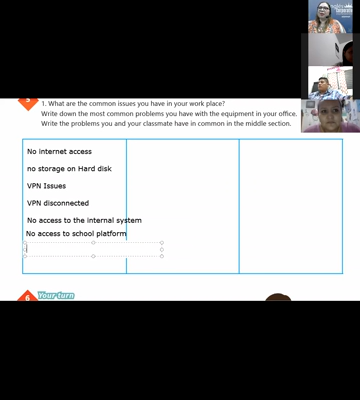 5
1. What are the common issues you have in your work place?
Write down the most common problems you have with the equipment in your office,
Write the problems you and your classmate have in common in the middle section.
No internet access
no storage on Hard disk
VPN Issues
VPN disconnected
No access to the internal system
No access to school platform
6
Your turn